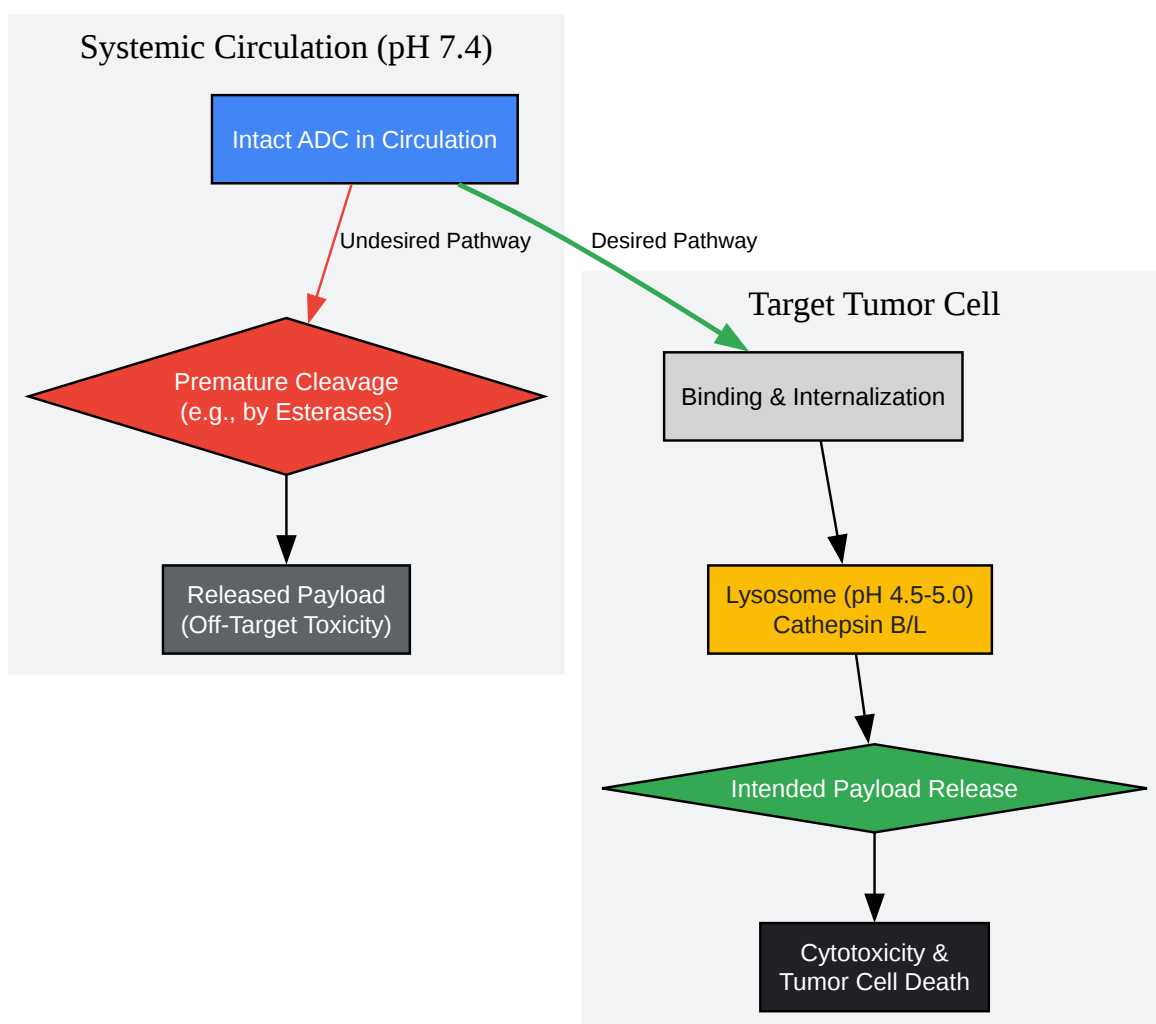 Systemic Circulation (pH 7.4)
Intact ADC in Circulation
Undesired Pathway
Desired Pathway
Premature Cleavage
(e.g., by Esterases)
Released Payload
(Off-Target Toxicity)
Target Tumor Cell
Binding & Internalization
Lysosome (pH 4.5-5.0)
Cathepsin B/L
Intended Payload Release
Cytotoxicity &
Tumor Cell Death